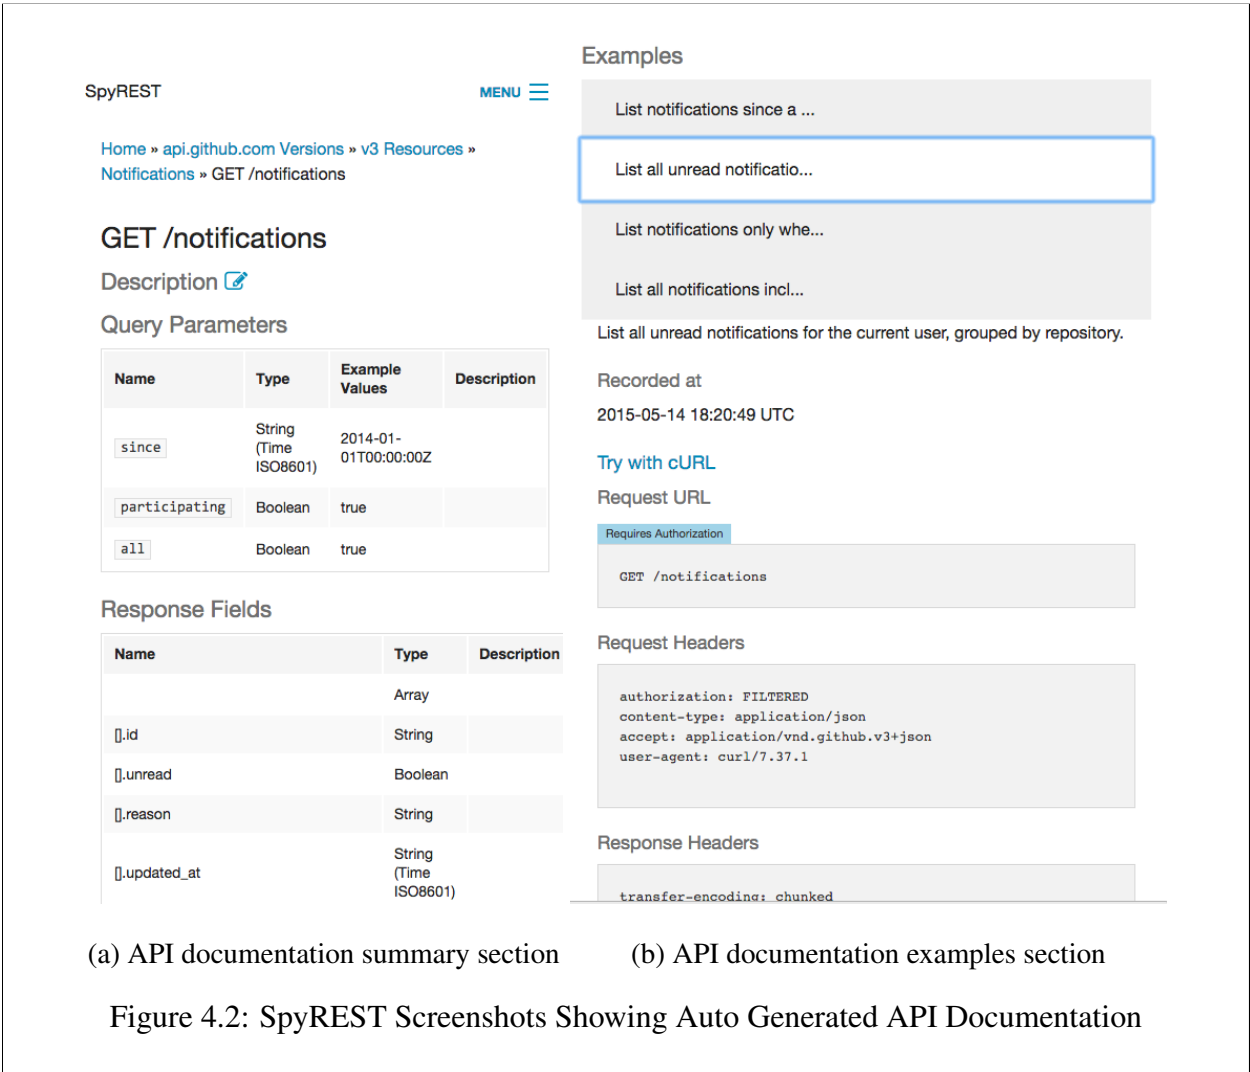 SpyREST
MENU
Home » api.github.com Versions » v3 Resources »
Notifications » GET /notifications
GET /notifications
Description
Query Parameters
Name Type Example Values Description
since String (Time ISO8601) 2014-01-01T00:00:00Z
participating Boolean true
all Boolean true
Response Fields
Name Type Description
Array
[].id String
[].unread Boolean
[].reason String
[].updated_at String (Time ISO8601)
(a) API documentation summary section
Examples
List notifications since a ...
List all unread notificatio...
List notifications only whe...
List all notifications incl...
List all unread notifications for the current user, grouped by repository.
Recorded at
2015-05-14 18:20:49 UTC
Try with cURL
Request URL
Requires Authorization
GET /notifications
Request Headers
authorization: FILTERED
content-type: application/json
accept: application/vnd.github.v3+json
user-agent: curl/7.37.1
Response Headers
transfer-encoding: chunked
(b) API documentation examples section
Figure 4.2: SpyREST Screenshots Showing Auto Generated API Documentation